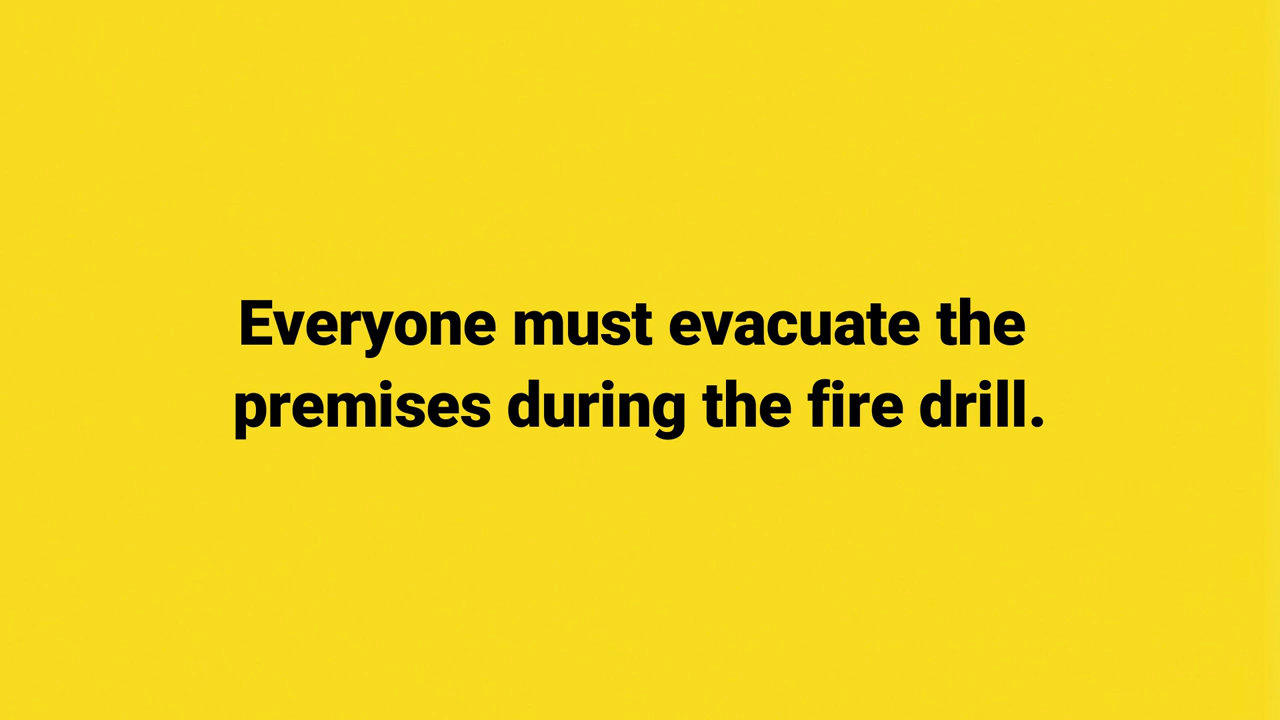 Everyone must evacuate the
premises during the fire drill.